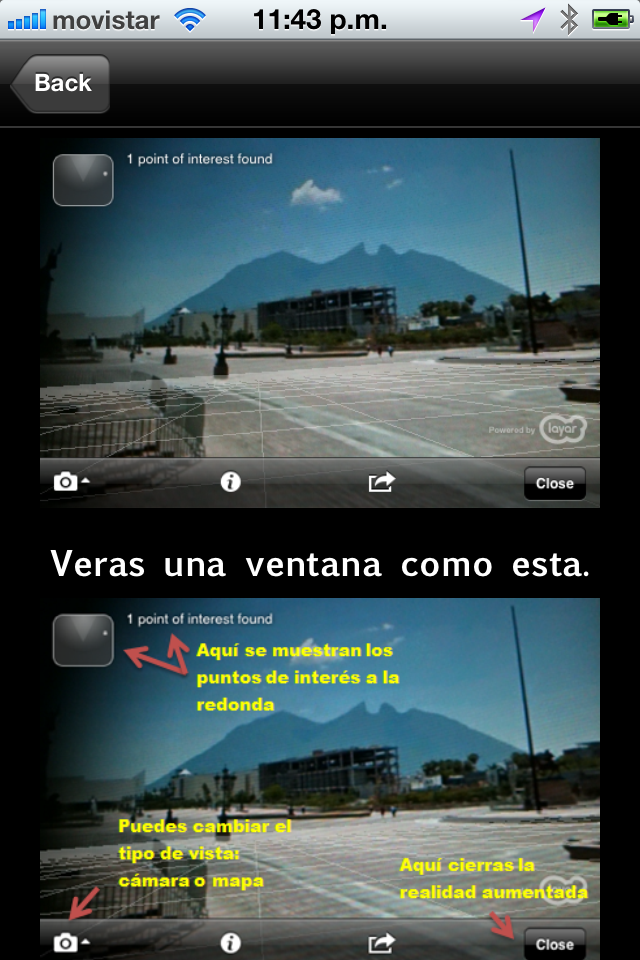 movistar 11:43 p.m.
Back
1 point of interest found
Powered by layar
Close
Veras una ventana como esta.
1 point of interest found
Aquí se muestran los
puntos de interés a la
redonda
Puedes cambiar el
tipo de vista:
cámara o mapa
Aquí cierras la
realidad aumentada
Close